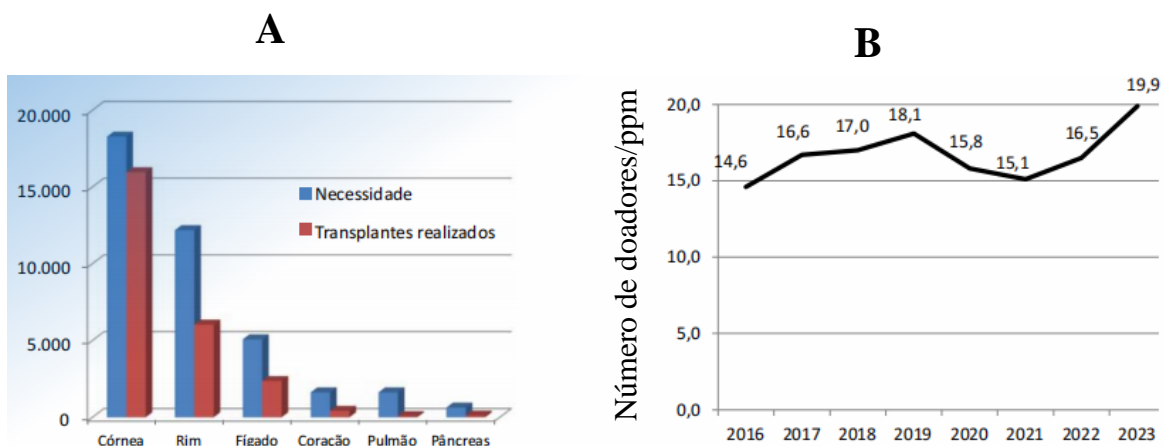 A
20.000
15.000
10.000
5.000
0
Necessidade
Transplantes realizados
Córnea Rim Fígado Coração Pulmão Pâncreas
B
Número de doadores/ppm
20,0
15,0
10,0
5,0
0,0
14,6 16,6 17,0 18,1 15,8 15,1 16,5 19,9
2016 2017 2018 2019 2020 2021 2022 2023